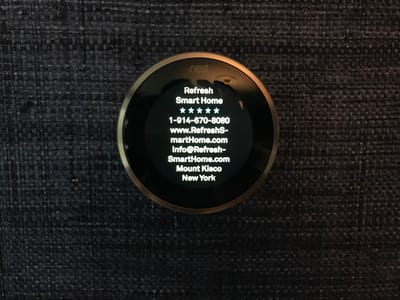 Refresh
Smart Home
★★★★★
1-914-670-8080
www.RefreshS-
martHome.com
Info@Refresh-
SmartHome.com
Mount Kisco
New York